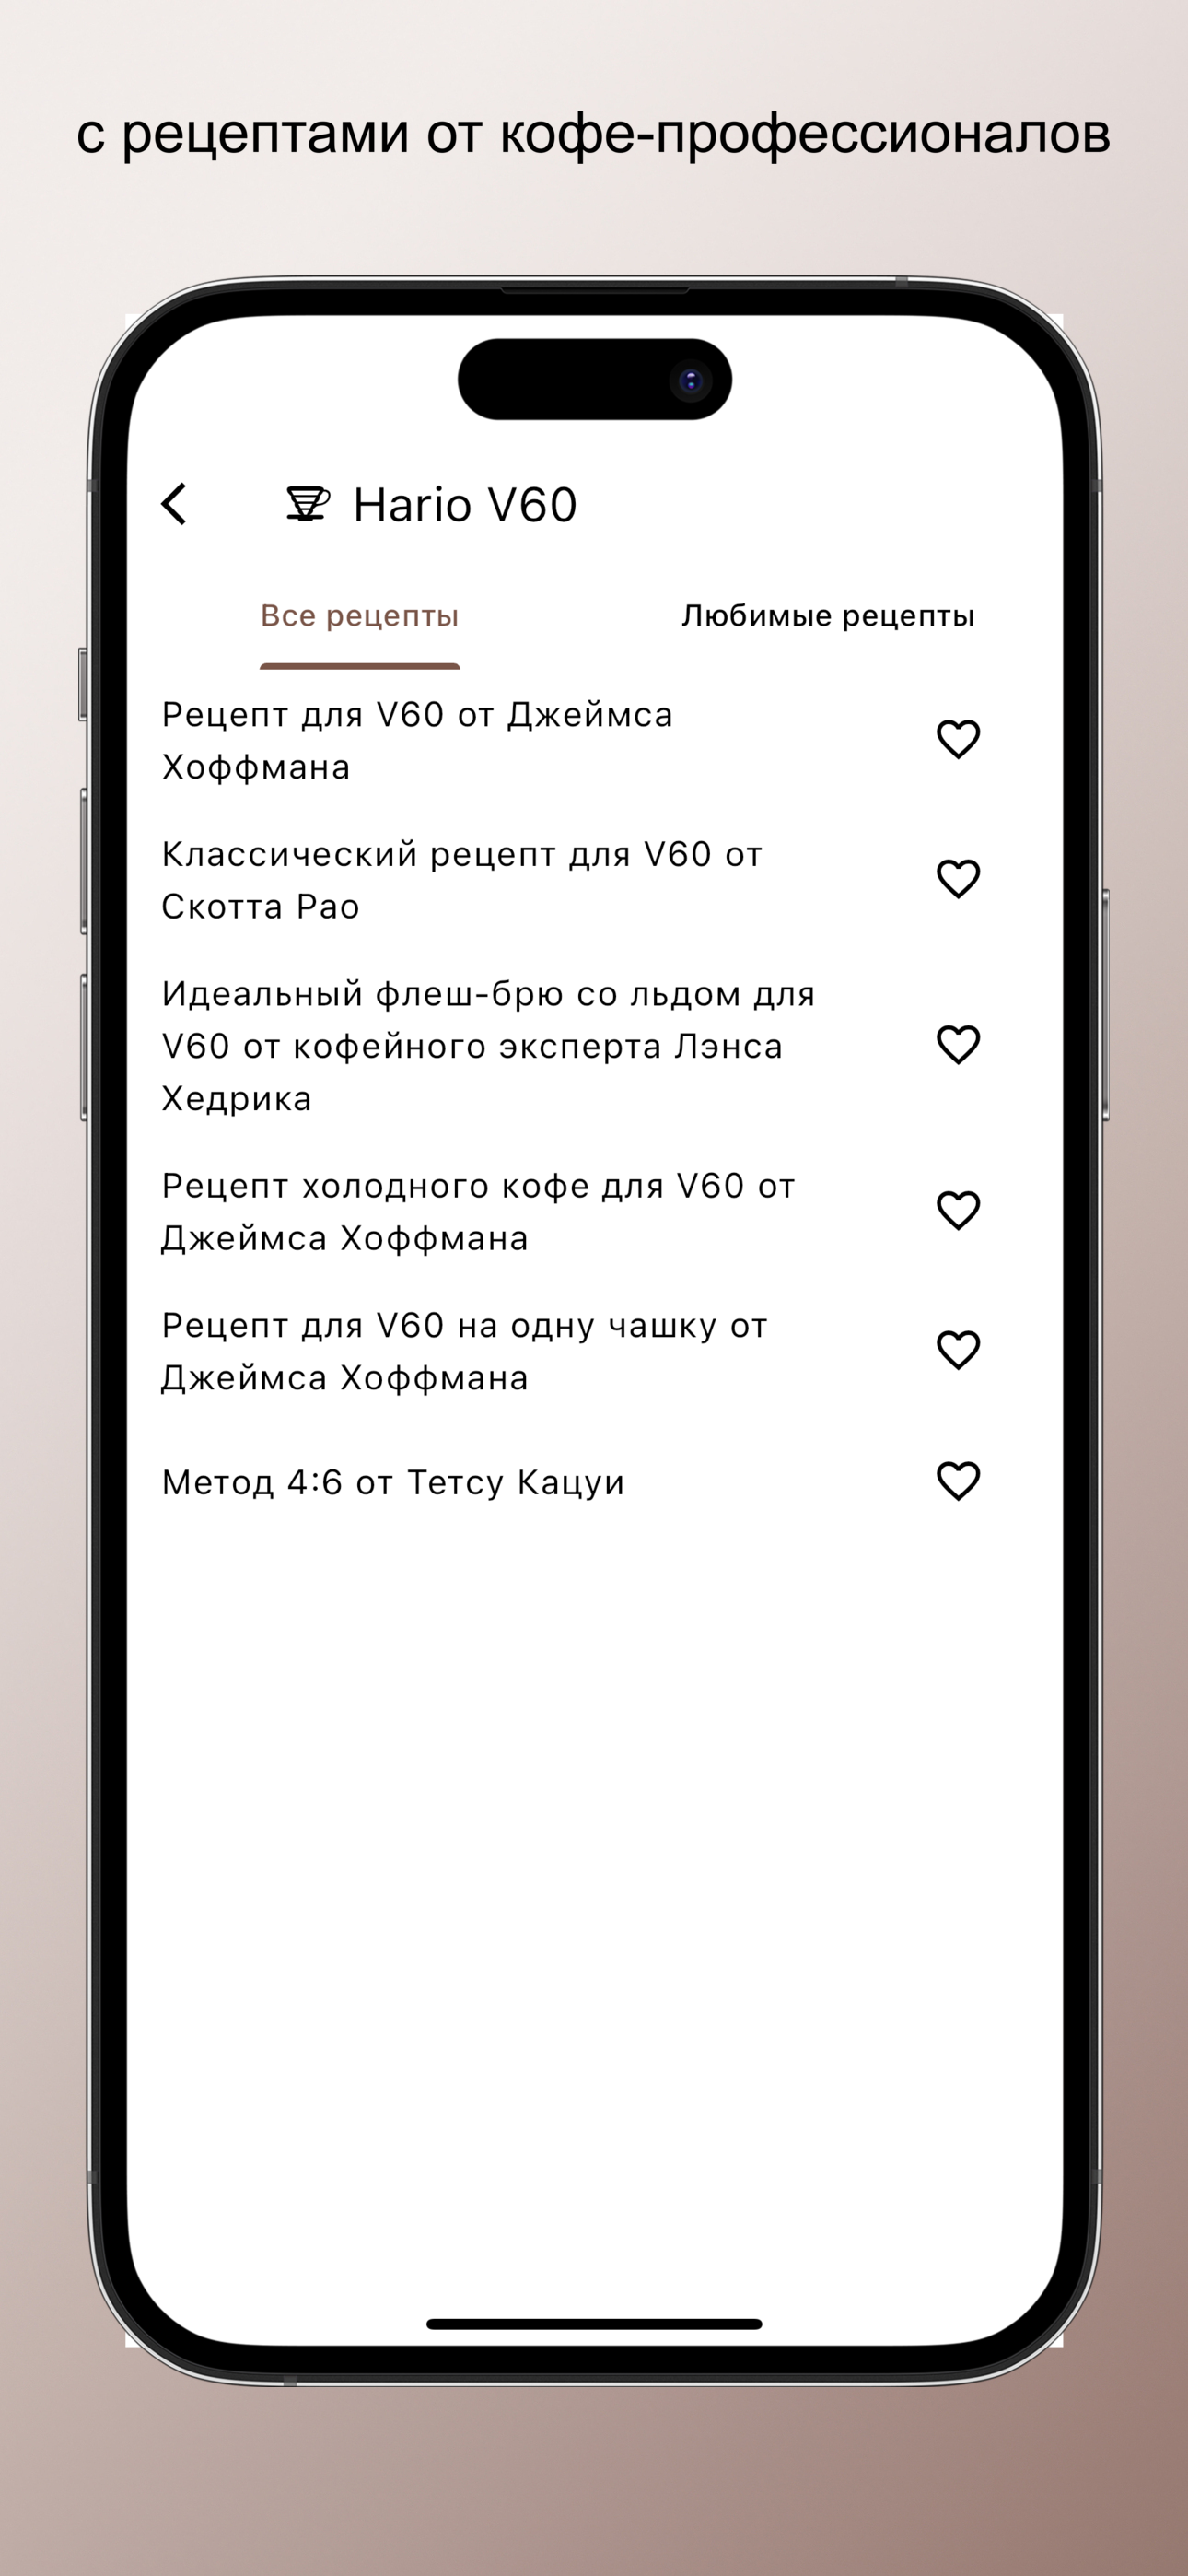 с рецептами от кофе-профессионалов
Hario V60
Все рецепты
Любимые рецепты
Рецепт для V60 от Джеймса
Хоффмана
Классический рецепт для V60 от
Скотта Рао
Идеальный флеш-брю со льдом для
V60 от кофейного эксперта Лэнса
Хедрика
Рецепт холодного кофе для V60 от
Джеймса Хоффмана
Рецепт для V60 на одну чашку от
Джеймса Хоффмана
Метод 4:6 от Тетсу Кацуи